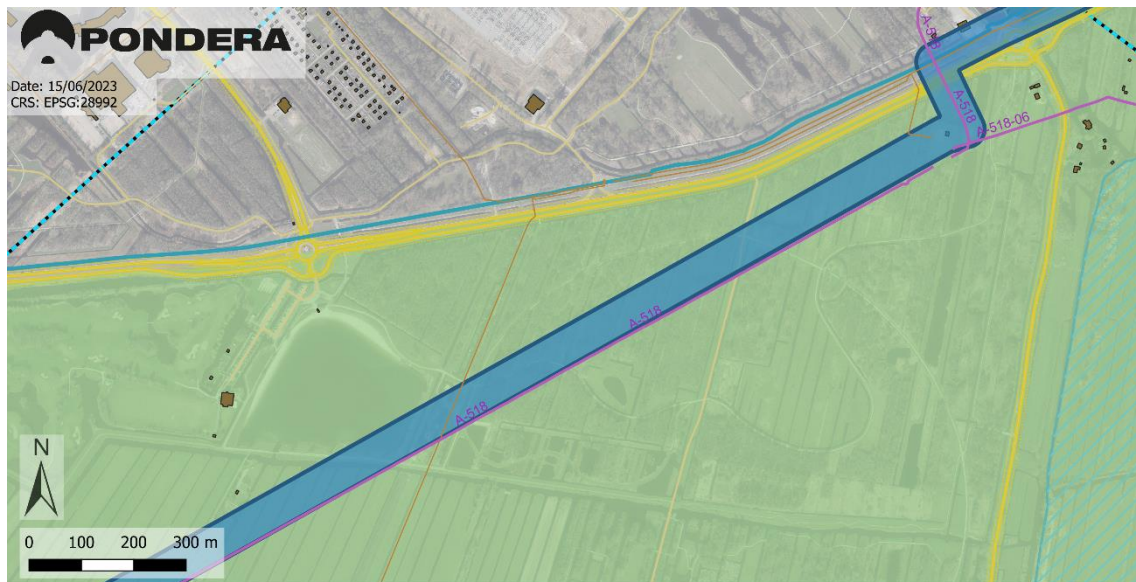 PONDERA
Date: 15/06/2023
CRS: EPSG:28992
A-518
A-518
A-518-06
A-518
A-518
N
0 100 200 300 m